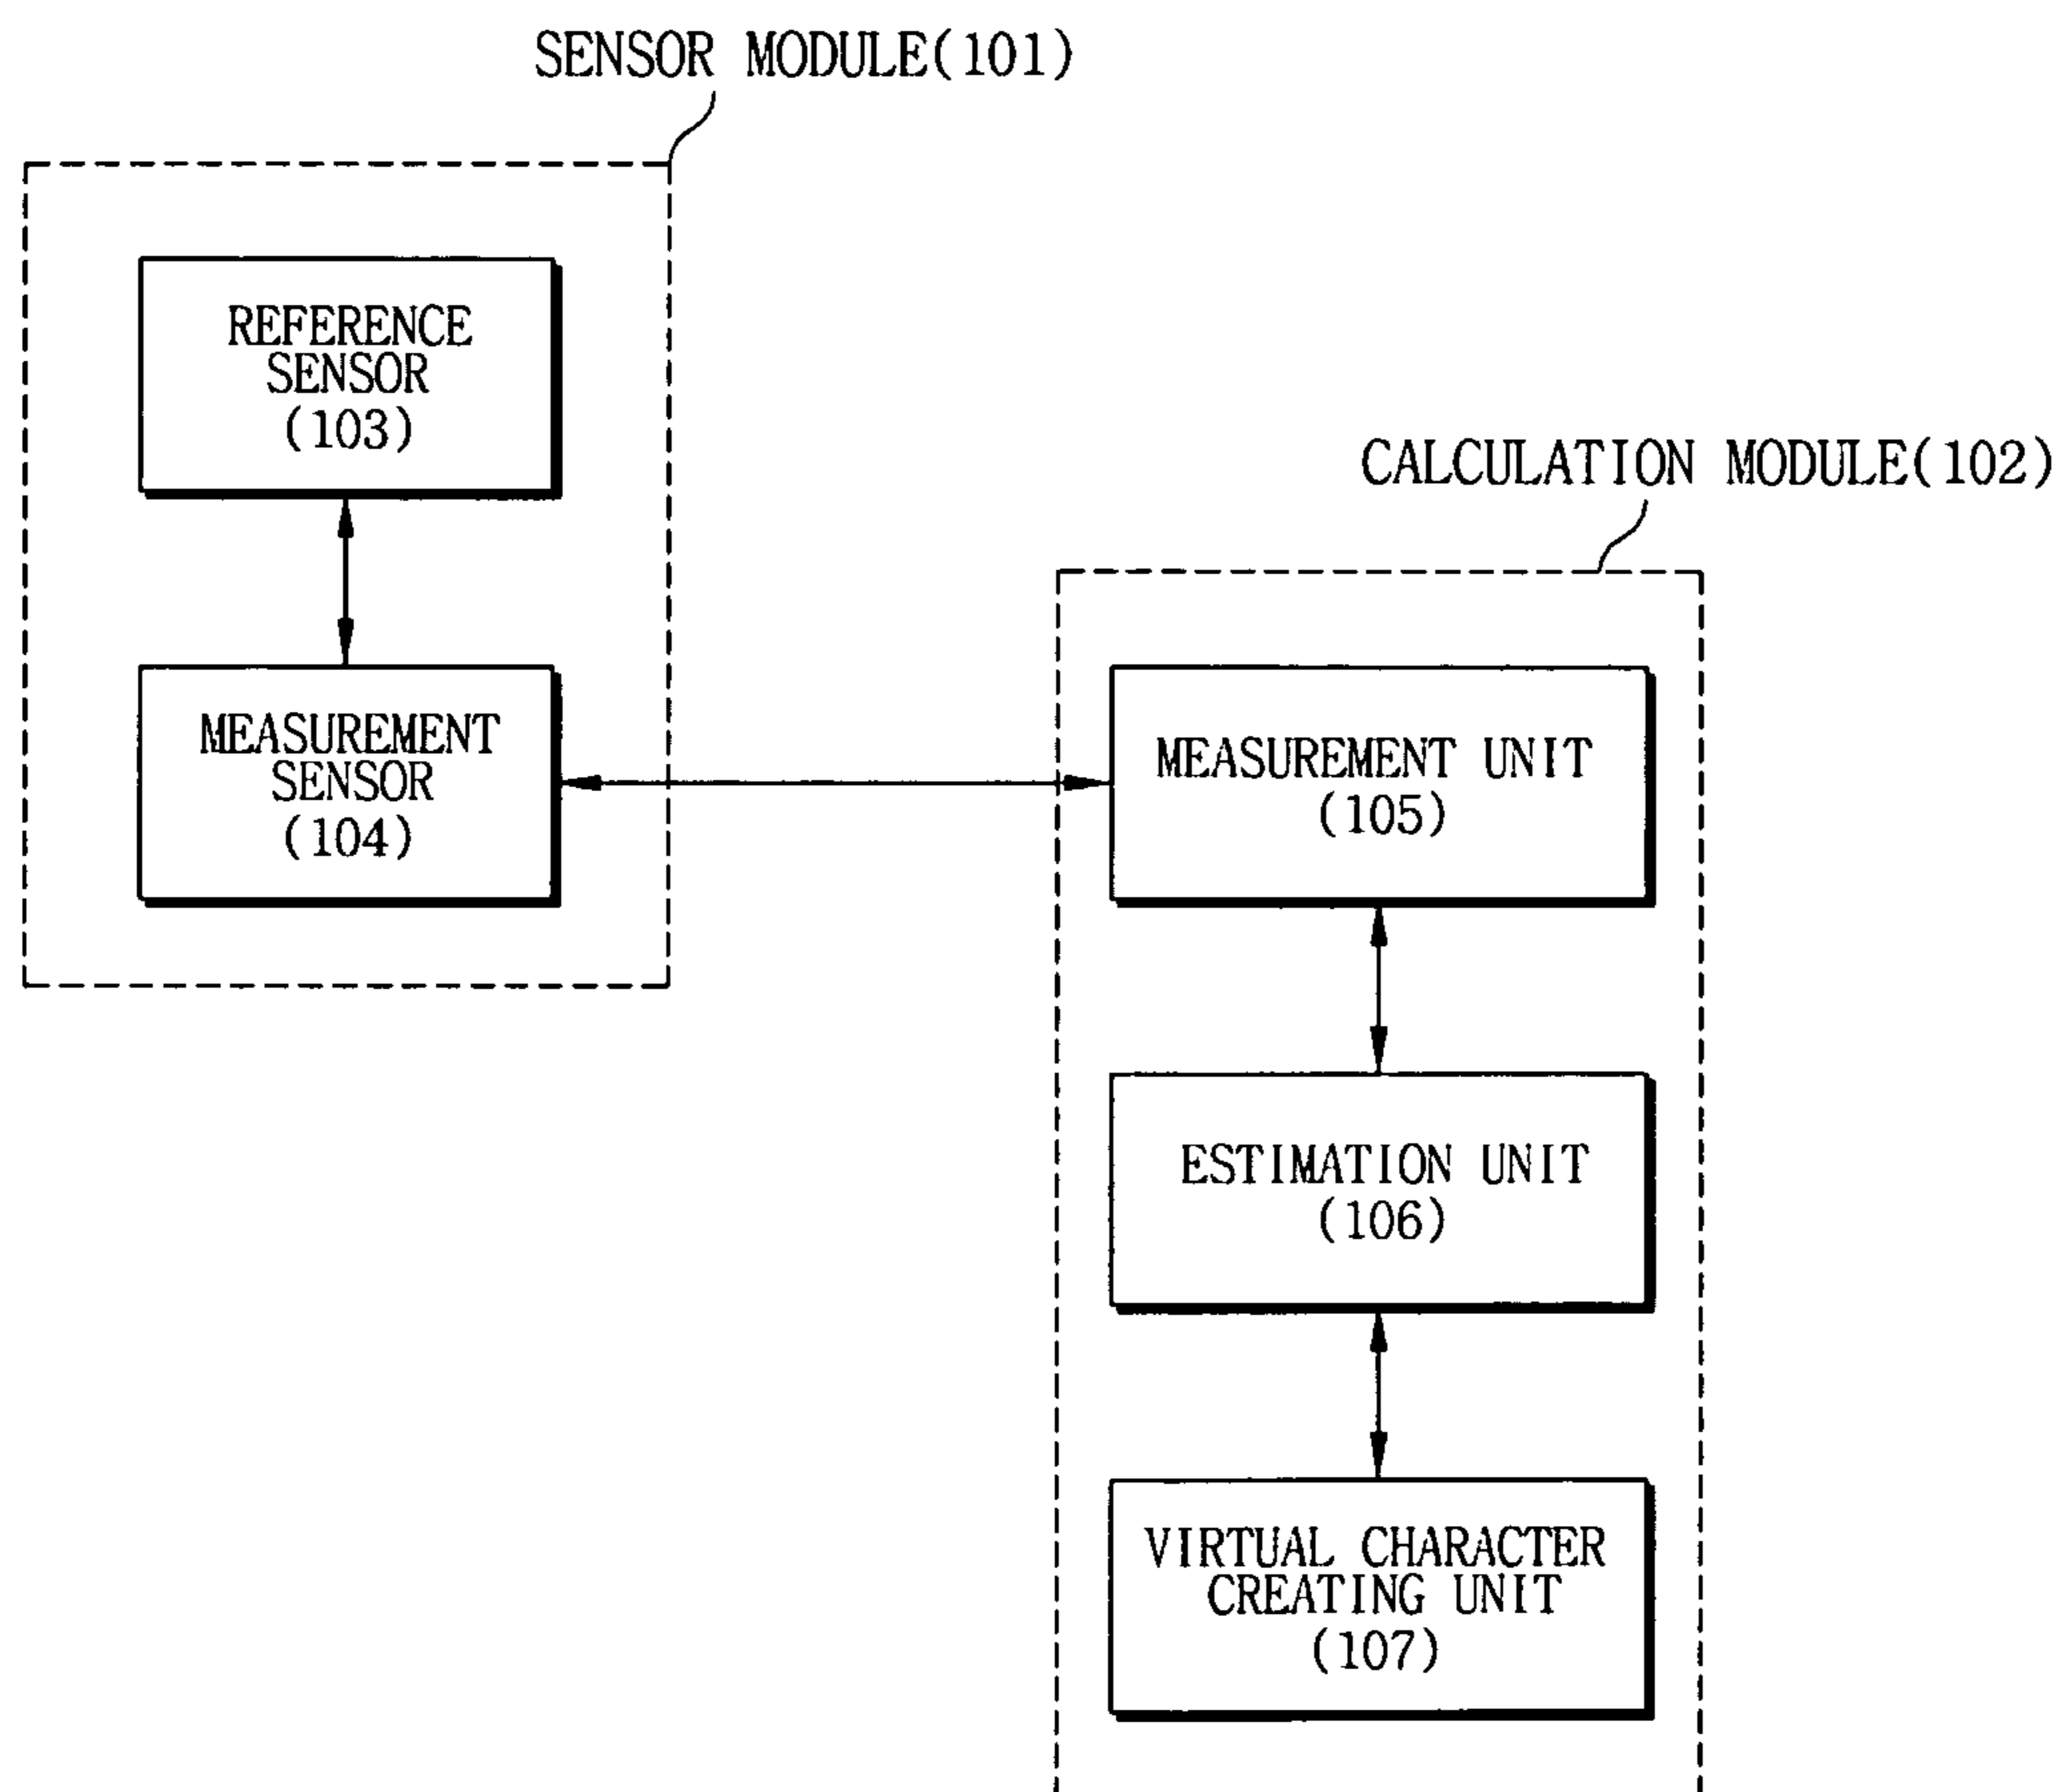 SENSOR MODULE(101)
REFERENCE
SENSOR
(103)
MEASUREMENT
SENSOR
(104)
CALCULATION MODULE(102)
MEASUREMENT UNIT
(105)
ESTIMATION UNIT
(106)
VIRTUAL CHARACTER
CREATING UNIT
(107)